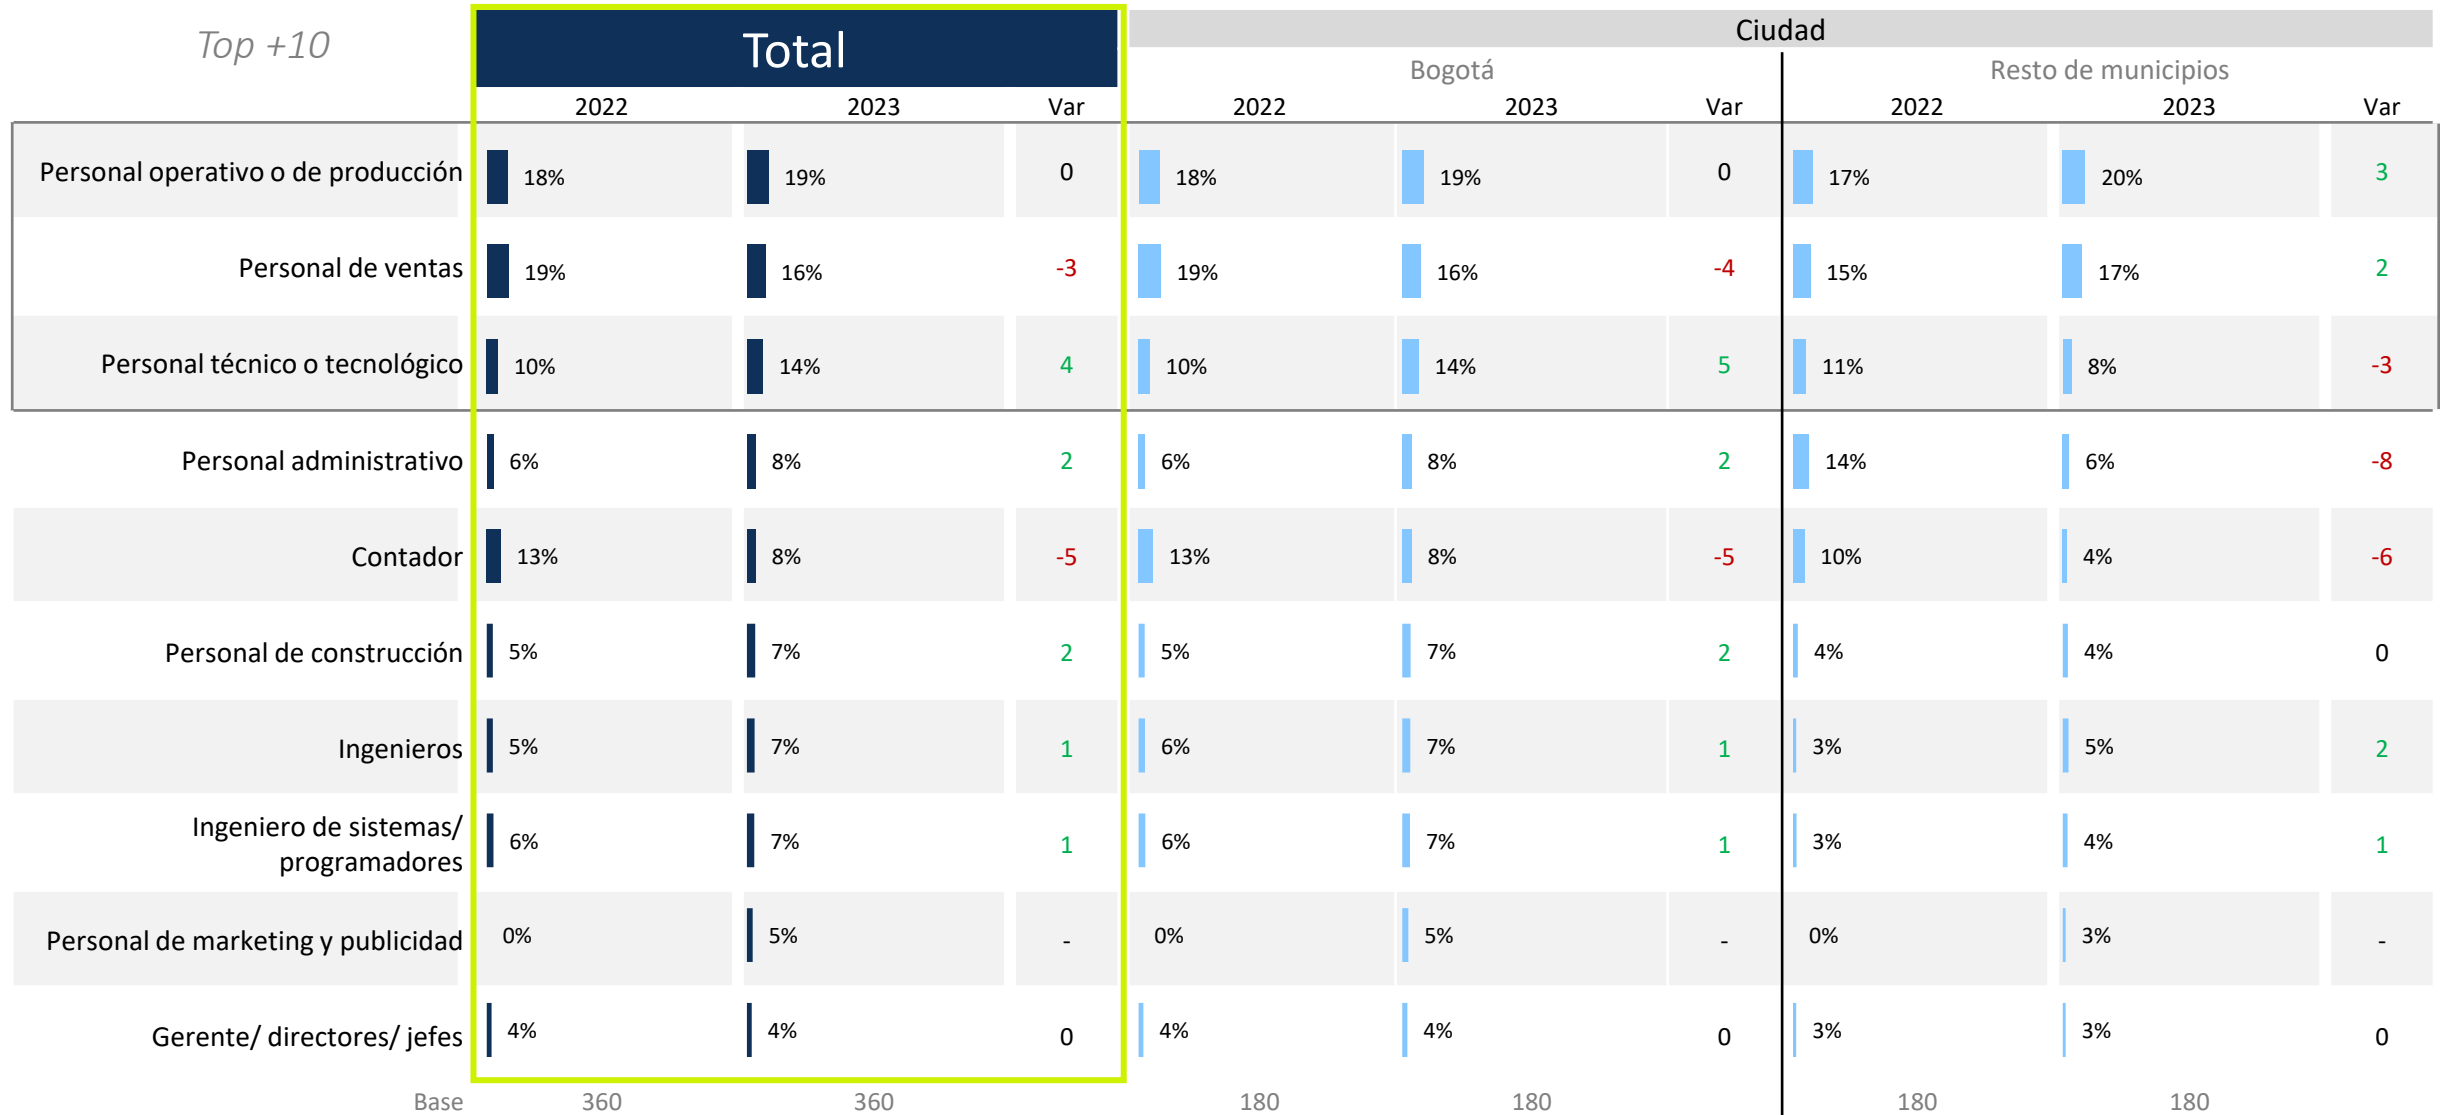 Top +10
Total
Ciudad
Bogotá
Resto de municipios
2022 2023 Var 2022 2023 Var 2022 2023 Var
Personal operativo o de producción 18% 19% 0 18% 19% 0 17% 20% 3
Personal de ventas 19% 16% -3 19% 16% -4 15% 17% 2
Personal técnico o tecnológico 10% 14% 4 10% 14% 5 11% 8% -3
Personal administrativo 6% 8% 2 6% 8% 2 14% 6% -8
Contador 13% 8% -5 13% 8% -5 10% 4% -6
Personal de construcción 5% 7% 2 5% 7% 2 4% 4% 0
Ingenieros 5% 7% 1 6% 7% 1 3% 5% 2
Ingeniero de sistemas/
programadores 6% 7% 1 6% 7% 1 3% 4% 1
Personal de marketing y publicidad 0% 5% - 0% 5% - 0% 3% -
Gerente/ directores/ jefes 4% 4% 0 4% 4% 0 3% 3% 0
Base 360 360 180 180 180 180